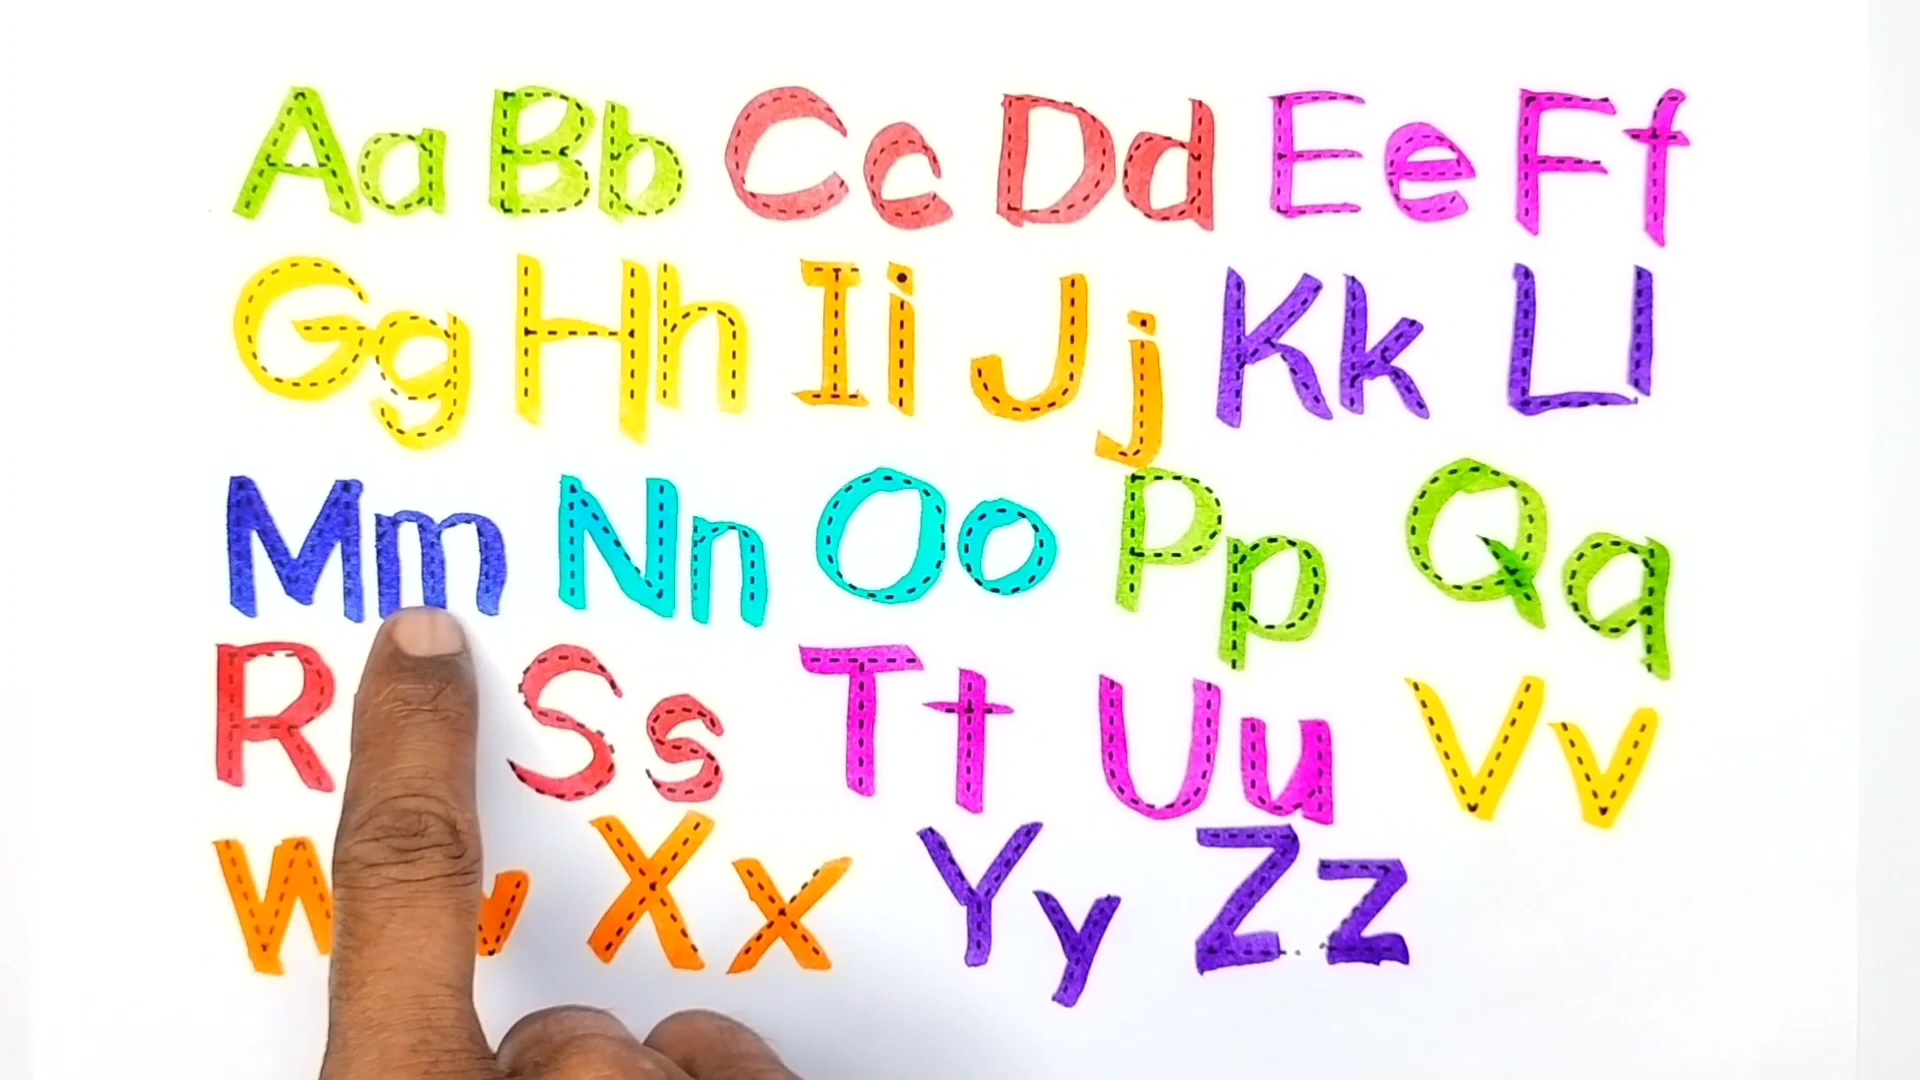 Aa Bb Cc Dd Ee Ff
Gg Hh Ii Jj Kk Ll
Mm Nn Oo Pp Qq
R Ss Tt Uu Vv
W Xx Yy Zz